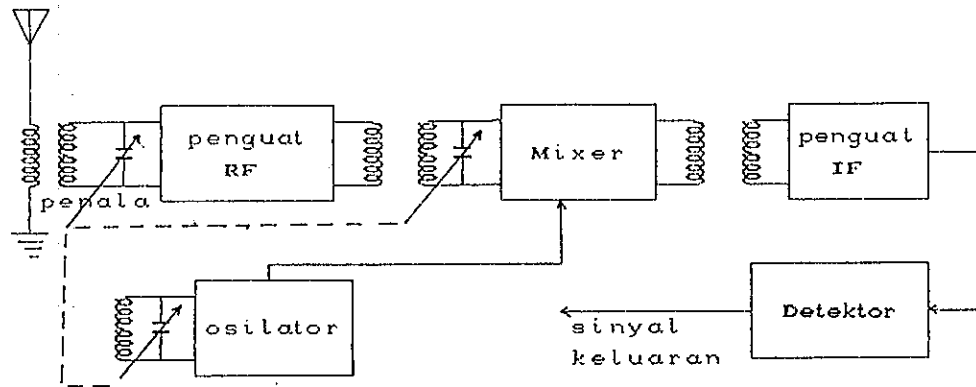 penguat
RF
Mixer
penguat
IF
penala
osilator
Detektor
sinyal
keluaran